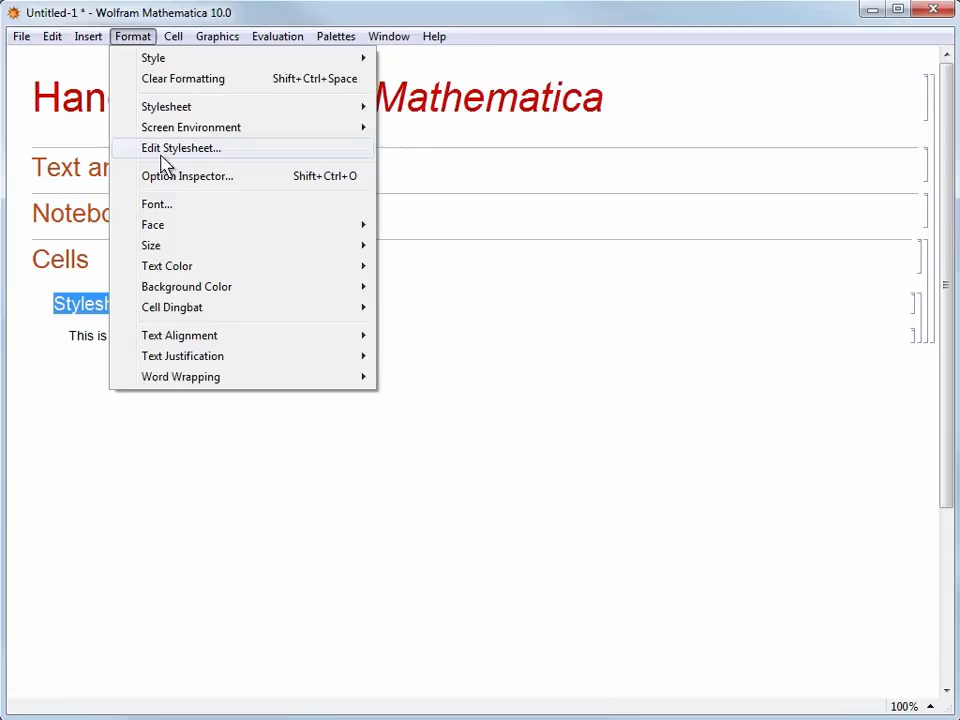 Untitled-1 * - Wolfram Mathematica 10.0
File Edit Insert Format Cell Graphics Evaluation Palettes Window Help
Style
Clear Formatting Shift+Ctrl+Space
Mathematica
Stylesheet
Screen Environment
Edit Stylesheet...
Text
Option Inspector... Shift+Ctrl+O
Font...
Face
Size
Cells
Text Color
Background Color
Cell Dingbat
Text Alignment
This is
Text Justification
Word Wrapping
100%